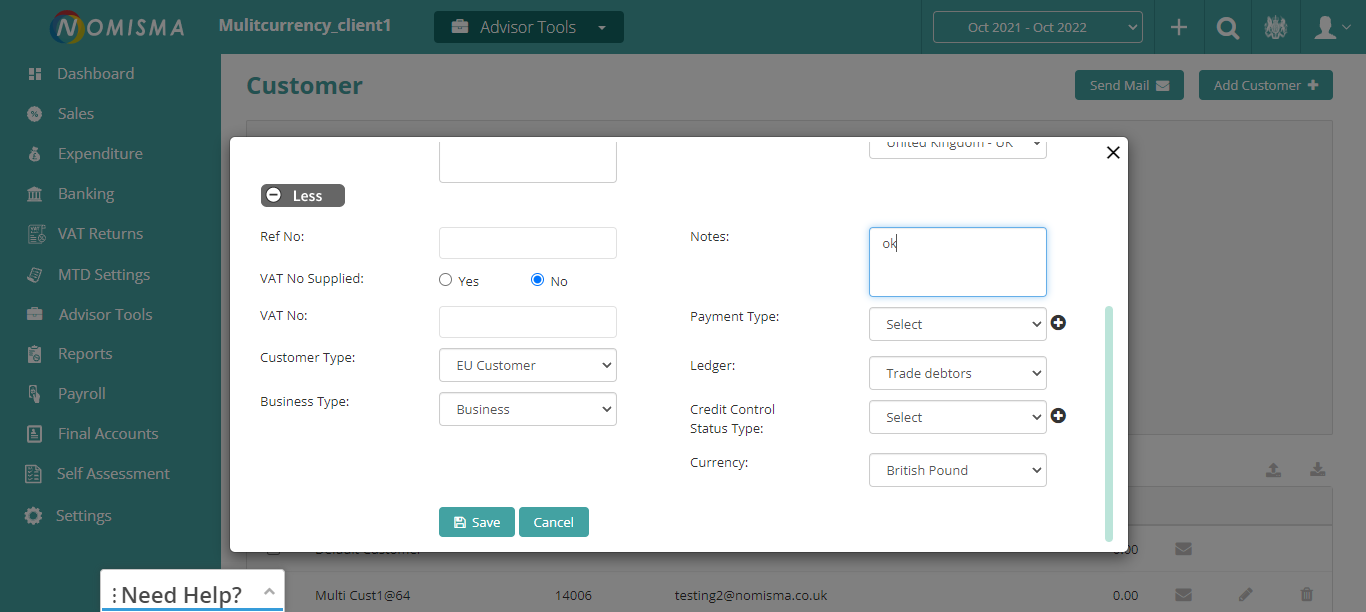 NOMISMA
Mulitcurrency_client1
Advisor Tools
Oct 2021 - Oct 2022
Dashboard
Sales
Expenditure
Banking
VAT Returns
MTD Settings
Advisor Tools
Reports
Payroll
Final Accounts
Self Assessment
Settings
Customer
Send Mail
Add Customer
United Kingdom - UK
Less
Ref No:
VAT No Supplied:
Yes
No
VAT No:
Customer Type:
EU Customer
Business Type:
Business
Notes:
ok
Payment Type:
Select
Ledger:
Trade debtors
Credit Control
Status Type:
Select
Currency:
British Pound
Save
Cancel
Default Customer
0.00
Multi Cust1@64
14006
testing2@nomisma.co.uk
0.00
Need Help?